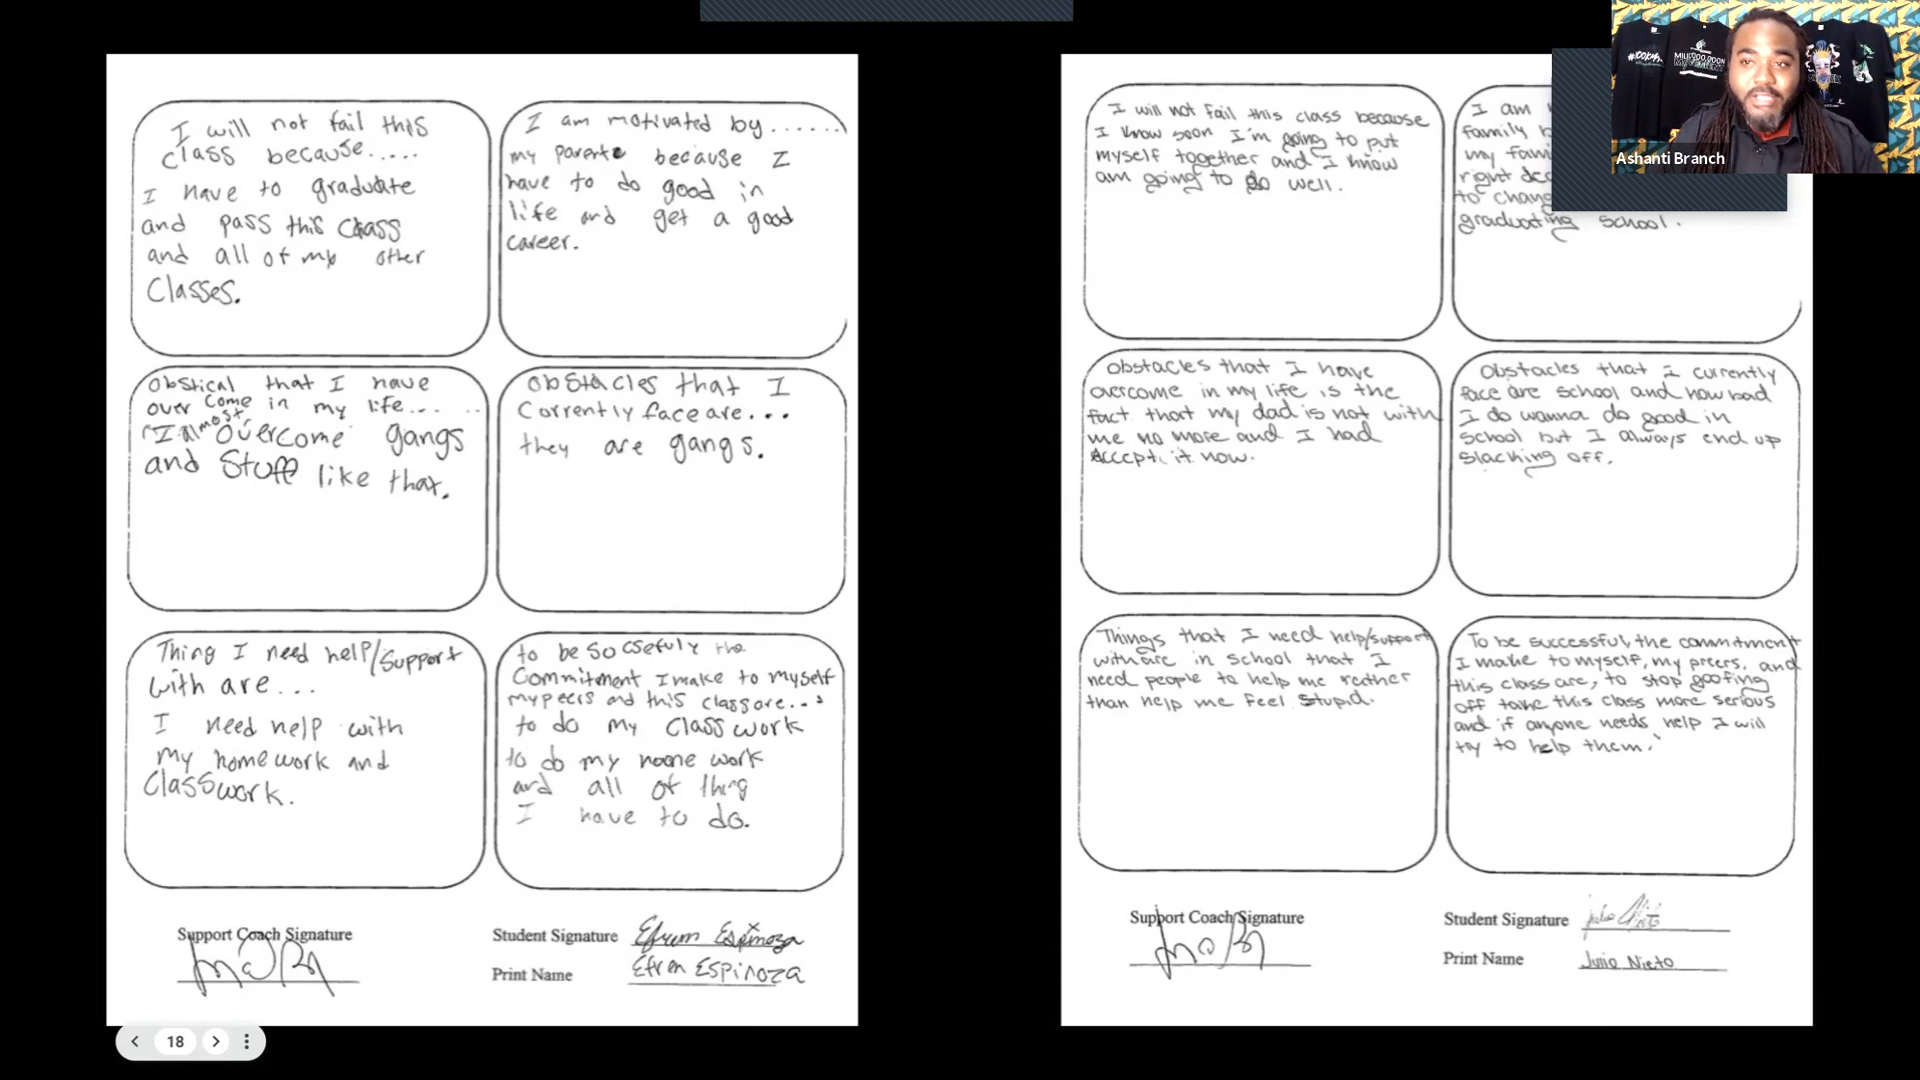 I will not fail this
class because.....
I have to graduate
and pass this class
and all of my other
classes.
I am motivated by......
my parents because I
have to do good in
life and get a good
career.
Obstical that I have
over come in my life... ..
"I almost overcome gangs
and stuff like that.
Obstacles that I
currently face are...
they are gangs.
Thing I need help/support
with are...
I need help with
my homework and
classwork.
to be socsefuly the
Commitment I make to myself
my peers and this class are...
to do my class work
to do my home work
and all of thing
I have to do.
Support Coach Signature
Student Signature Efren Espinoza
Print Name Efren Espinoza
I will not fail this class because
I know soon I'm going to put
myself together and I know
am going to do well.
I am
family
my fam
right dec
to chang
graduating school.
Obstacles that I have
overcome in my life is the
fact that my dad is not with
me no more and I had
Accept it now.
Obstacles that I currently
face are school and how bad
I do wanna do good in
school but I always end up
slacking off.
Things that I need help/support
with are in school that I
need people to help me reather
than help me feel stupid.
To be successful, the commitment
I make to myself, my preers, and
this class are, to stop goofing
off take this class more serious
and if anyone needs help I will
try to help them.
Support Coach Signature
Student Signature
Print Name Nieto
Ashanti Branch
#100K
MILLION
MOVEMENT
18